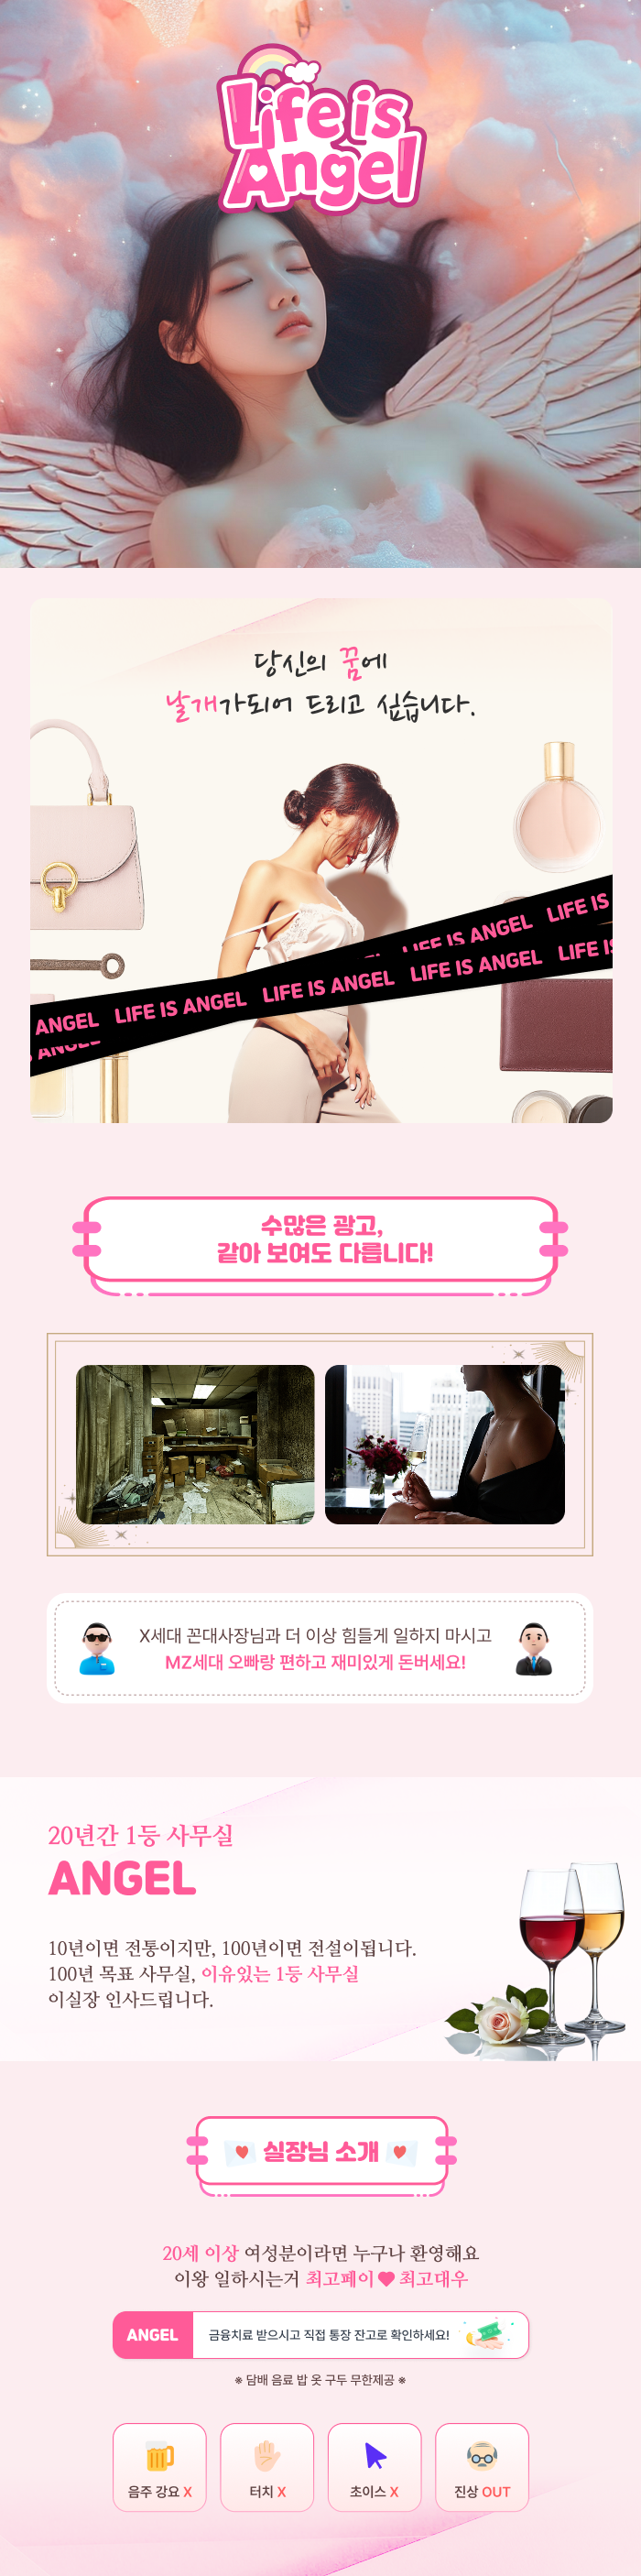 Life is
Angel
당신의 꿈에
날개가되어 드리고 싶습니다.
LIFE IS ANGEL LIFE IS
ANGEL LIFE IS ANGEL LIFE IS ANGEL LIFE IS ANGEL LIFE IS
ANGEL
수많은 광고,
같아 보여도 다릅니다!
X세대 꼰대사장님과 더 이상 힘들게 일하지 마시고
MZ세대 오빠랑 편하고 재미있게 돈버세요!
20년간 1등 사무실
ANGEL
10년이면 전통이지만, 100년이면 전설이됩니다.
100년 목표 사무실, 이유있는 1등 사무실
이실장 인사드립니다.
실장님 소개
20세 이상 여성분이라면 누구나 환영해요
이왕 일하시는거 최고페이♥최고대우
ANGEL 금융치료 받으시고 직접 통장 잔고로 확인하세요!
※ 담배 음료 밥 옷 구두 무한제공 ※
음주 강요 X 터치 X 초이스 X 진상 OUT